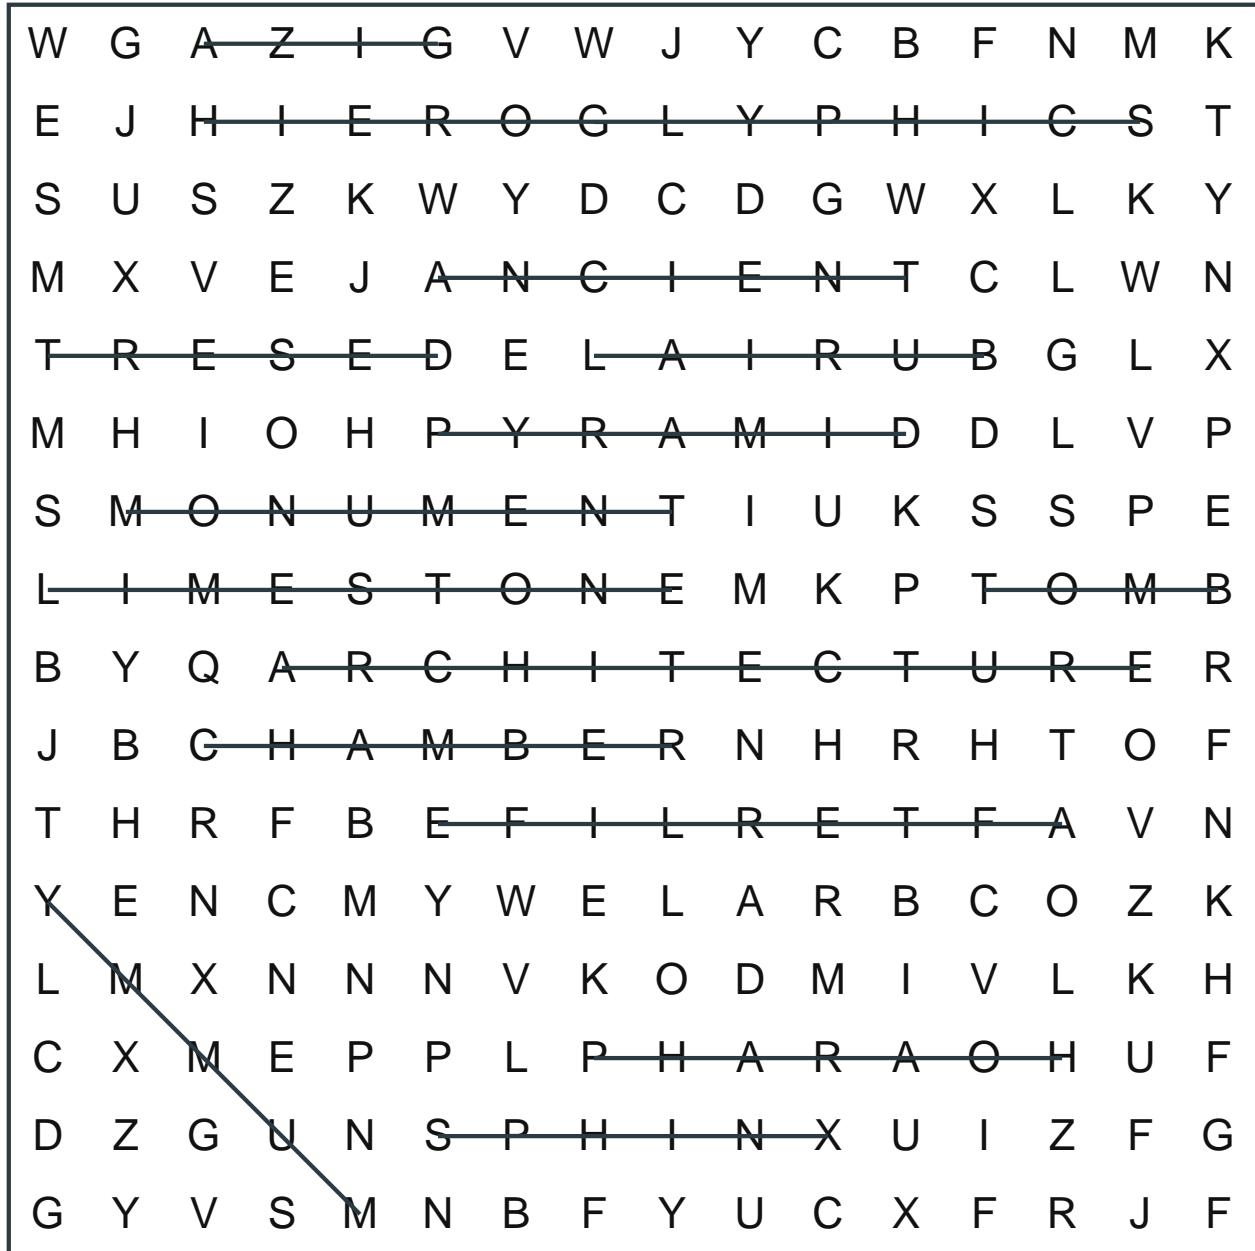 W G A Z I G V W J Y C B F N M K
E J H I E R O G L Y P H I C S T
S U S Z K W Y D C D G W X L K Y
M X V E J A N C I E N T C L W N
T R E S E D E L A I R U B G L X
M H I O H P Y R A M I D D L V P
S M O N U M E N T I U K S S P E
L I M E S T O N E M K P T O M B
B Y Q A R C H I T E C T U R E R
J B C H A M B E R N H R H T O F
T H R F B E F I L R E T F A V N
Y E N C M Y W E L A R B C O Z K
L M X N N N V K O D M I V L K H
C X M E P P L P H A R A O H U F
D Z G U N S P H I N X U I Z F G
G Y V S M N B F Y U C X F R J F